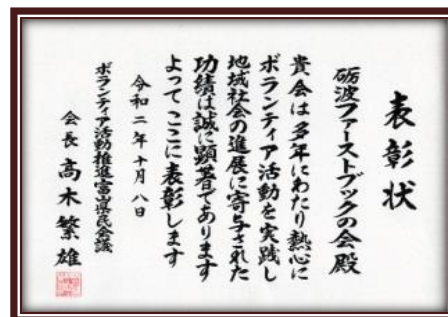 表彰状
砺波ファーストブックの会殿
貴会は多年にわたり熱心に
ボランティア活動を実践し
地域社会の進展に寄与された
功績は誠に顕著であります
よってここに表彰します
令和二年十月八日
ボランティア活動推進富山県民会議
会長 高木繁雄